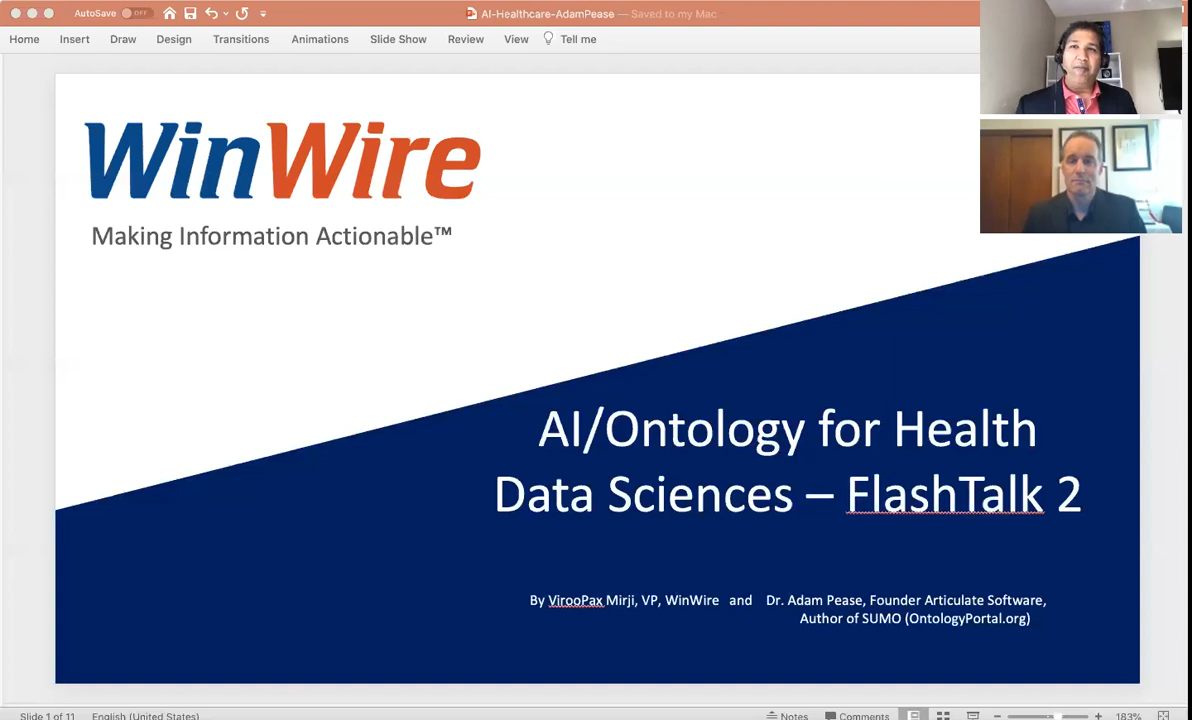 AutoSave OFF
AI-Healthcare-AdamPease — Saved to my Mac
Home Insert Draw Design Transitions Animations Slide Show Review View Tell me
WinWire
Making Information Actionable™
AI/Ontology for Health
Data Sciences – FlashTalk 2
By VirooPax Mirji, VP, WinWire and Dr. Adam Pease, Founder Articulate Software,
Author of SUMO (OntologyPortal.org)
Slide 1 of 11 English (United States) Notes Comments 183%